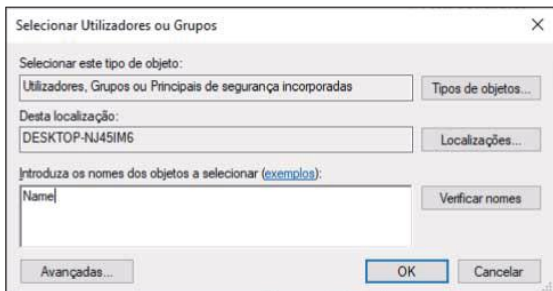 Selecionar Utilizadores ou Grupos
Selecionar este tipo de objeto:
Utilizadores, Grupos ou Principais de segurança incorporadas
Tipos de objetos...
Desta localização:
DESKTOP-NJ45IM6
Localizações...
Introduza os nomes dos objetos a selecionar (exemplos):
Name
Verificar nomes
Avançadas...
OK
Cancelar